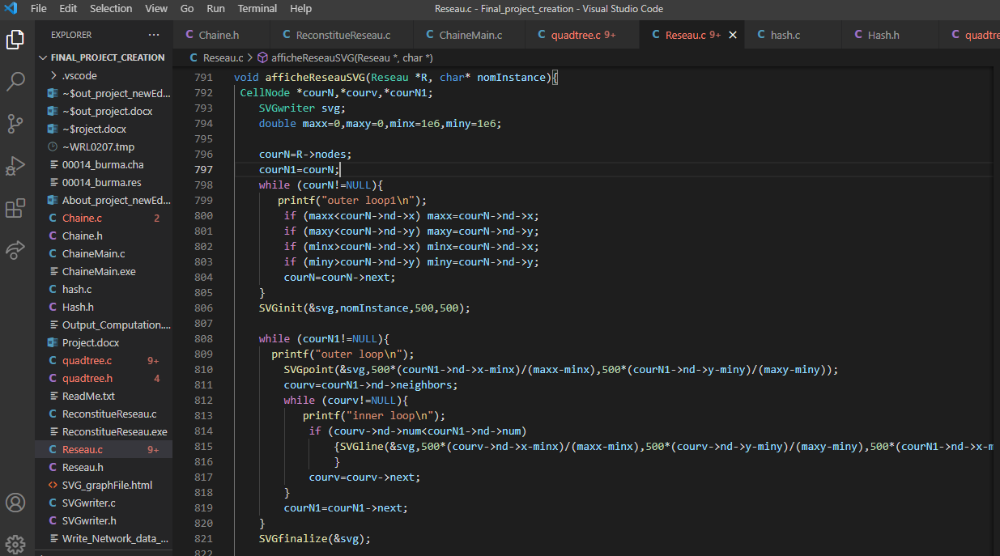 File Edit Selection View Go Run Terminal Help Reseau.c - Final_project_creation - Visual Studio Code
EXPLORER ...
C Chaine.h C ReconstitueReseau.c C ChaineMain.c C quadtree.c 9+ C Reseau.c 9+ × C hash.c C Hash.h C quadtre
FINAL_PROJECT_CREATION
C Reseau.c > afficheReseauSVG(Reseau *, char *)
> .vscode
~$out_project_newEd...
~$out_project.docx
~$roject.docx
~WRL0207.tmp
00014_burma.cha
00014_burma.res
About_project_newEd...
C Chaine.c 2
C Chaine.h
C ChaineMain.c
ChaineMain.exe
C hash.c
C Hash.h
Output_Computation....
Project.docx
C quadtree.c 9+
C quadtree.h 4
ReadMe.txt
C ReconstitueReseau.c
ReconstitueReseau.exe
C Reseau.c 9+
C Reseau.h
<> SVG_graphFile.html
C SVGwriter.c
C SVGwriter.h
Write_Network_data_...
791 void afficheReseauSVG(Reseau *R, char* nomInstance){
792 CellNode *courN,*courv,*courN1;
793 SVGwriter svg;
794 double maxx=0,maxy=0,minx=1e6,miny=1e6;
795
796 courN=R->nodes;
797 courN1=courN;
798 while (courN!=NULL){
799 printf("outer loop1\n");
800 if (maxx<courN->nd->x) maxx=courN->nd->x;
801 if (maxy<courN->nd->y) maxy=courN->nd->y;
802 if (minx>courN->nd->x) minx=courN->nd->x;
803 if (miny>courN->nd->y) miny=courN->nd->y;
804 courN=courN->next;
805 }
806 SVGinit(&svg,nomInstance,500,500);
807
808 while (courN1!=NULL){
809 printf("outer loop\n");
810 SVGpoint(&svg,500*(courN1->nd->x-minx)/(maxx-minx),500*(courN1->nd->y-miny)/(maxy-miny));
811 courv=courN1->nd->neighbors;
812 while (courv!=NULL){
813 printf("inner loop\n");
814 if (courv->nd->num<courN1->nd->num)
815 {SVGline(&svg,500*(courv->nd->x-minx)/(maxx-minx),500*(courv->nd->y-miny)/(maxy-miny),500*(courN1->nd->x-m
816 }
817 courv=courv->next;
818 }
819 courN1=courN1->next;
820 }
821 SVGfinalize(&svg);
822